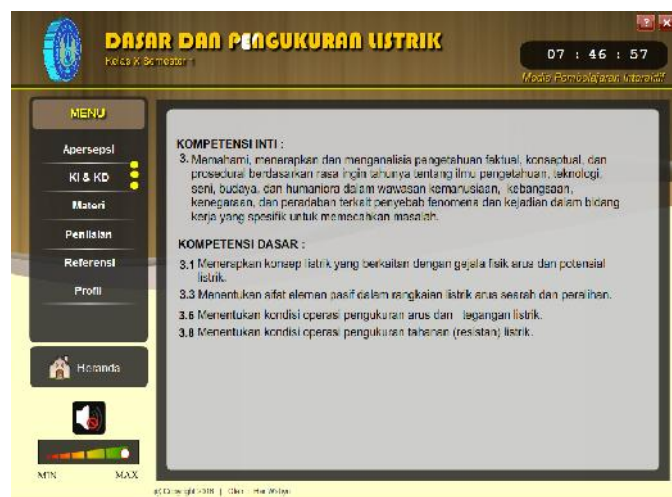 DASAR DAN PENGUKURAN LISTRIK
Kelas X Semester 1
? X
07 : 46 : 57
Media Pembelajaran Interaktif
MENU
Apersepsi
KI & KD
Materi
Penilaian
Referensi
Profil
Beranda
MIN MAX
KOMPETENSI INTI :
3. Memahami, menerapkan dan menganalisis pengetahuan faktual, konseptual, dan
prosedural berdasarkan rasa ingin tahunya tentang ilmu pengetahuan, teknologi,
seni, budaya, dan humaniora dalam wawasan kemanusiaan, kebangsaan,
kenegaraan, dan peradaban terkait penyebab fenomena dan kejadian dalam bidang
kerja yang spesifik untuk memecahkan masalah.
KOMPETENSI DASAR :
3.1 Menerapkan konsep listrik yang berkaitan dengan gejala fisik arus dan potensial
listrik.
3.3 Menentukan sifat elemen pasif dalam rangkaian listrik arus searah dan peralihan.
3.6 Menentukan kondisi operasi pengukuran arus dan tegangan listrik.
3.8 Menentukan kondisi operasi pengukuran tahanan (resistan) listrik.
(c) Copyright 2016 | Oleh : Her